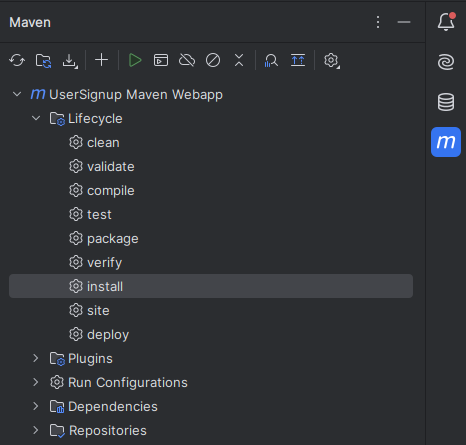 Maven
m UserSignup Maven Webapp
Lifecycle
clean
validate
compile
test
package
verify
install
site
deploy
Plugins
Run Configurations
Dependencies
Repositories
m